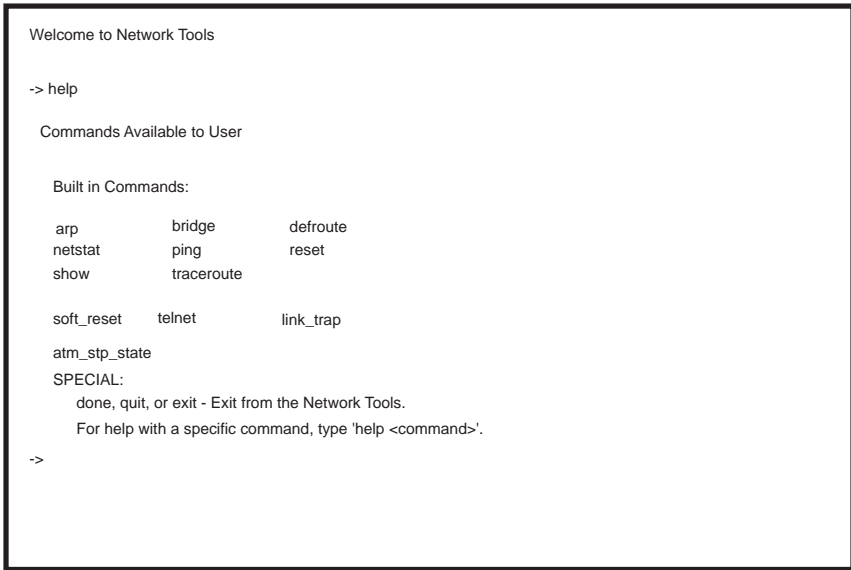 Welcome to Network Tools
-> help
Commands Available to User
Built in Commands:
arp bridge defroute
netstat ping reset
show traceroute
soft_reset telnet link_trap
atm_stp_state
SPECIAL:
done, quit, or exit - Exit from the Network Tools.
For help with a specific command, type 'help <command>'.
->